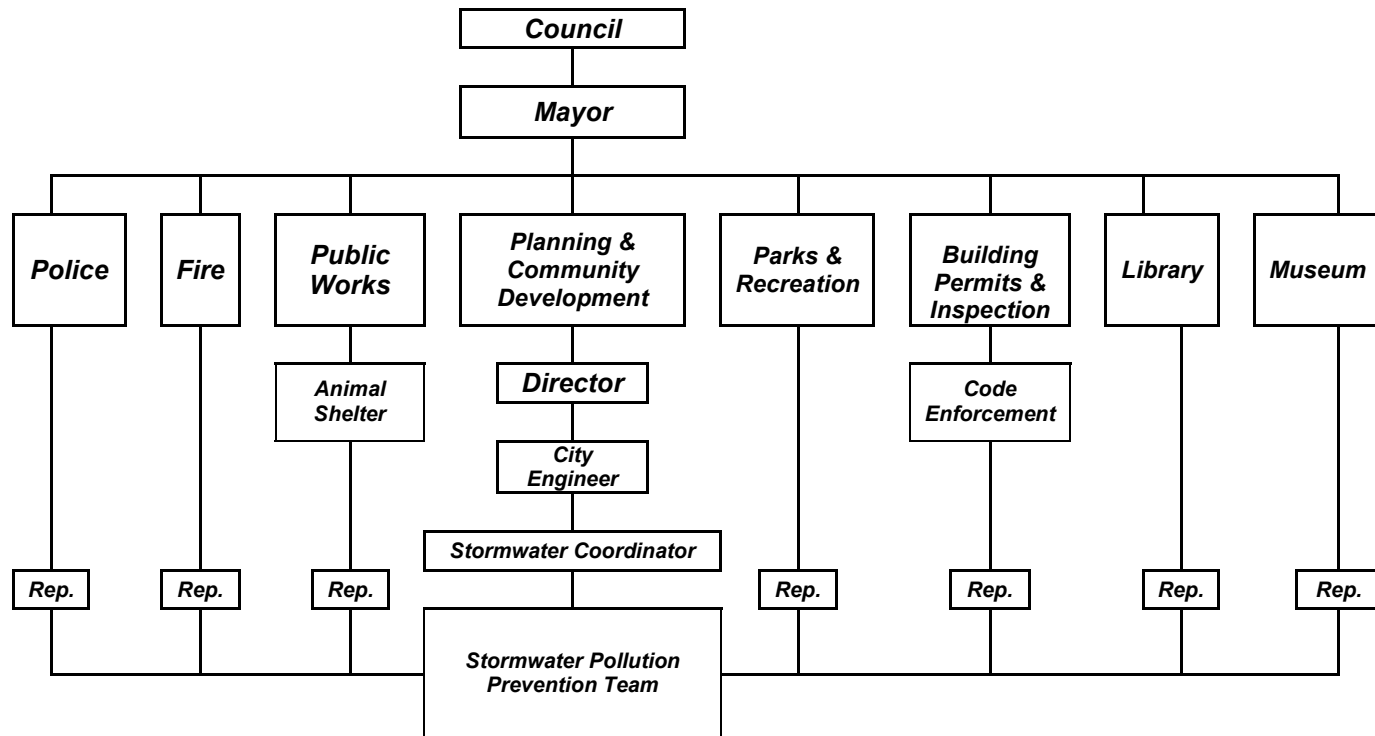 Council
Mayor
Police
Fire
Public
Works
Planning &
Community
Development
Parks &
Recreation
Building
Permits &
Inspection
Library
Museum
Animal
Shelter
Director
Code
Enforcement
City
Engineer
Stormwater Coordinator
Rep.
Rep.
Rep.
Rep.
Rep.
Rep.
Rep.
Stormwater Pollution
Prevention Team